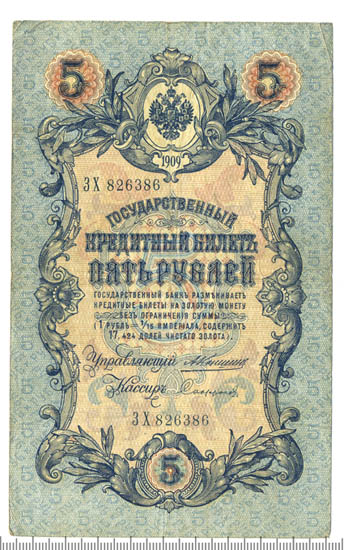 5 5
1909
ЗХ 826386
ГОСУДАРСТВЕННЫЙ
КРЕДИТНЫЙ БИЛЕТЪ
ПЯТЬ РУБЛЕЙ
ГОСУДАРСТВЕННЫЙ БАНКЪ РАЗМѢНИВАЕТЪ
КРЕДИТНЫЕ БИЛЕТЫ НА ЗОЛОТУЮ МОНЕТУ
БЕЗЪ ОГРАНИЧЕНІЯ СУММЫ
(1 РУБЛЬ = 1/15 ИМПЕРІАЛА, СОДЕРЖИТЪ
17,424 ДОЛЕЙ ЧИСТАГО ЗОЛОТА).
Управляющій
Кассиръ
ЗХ 826386
5